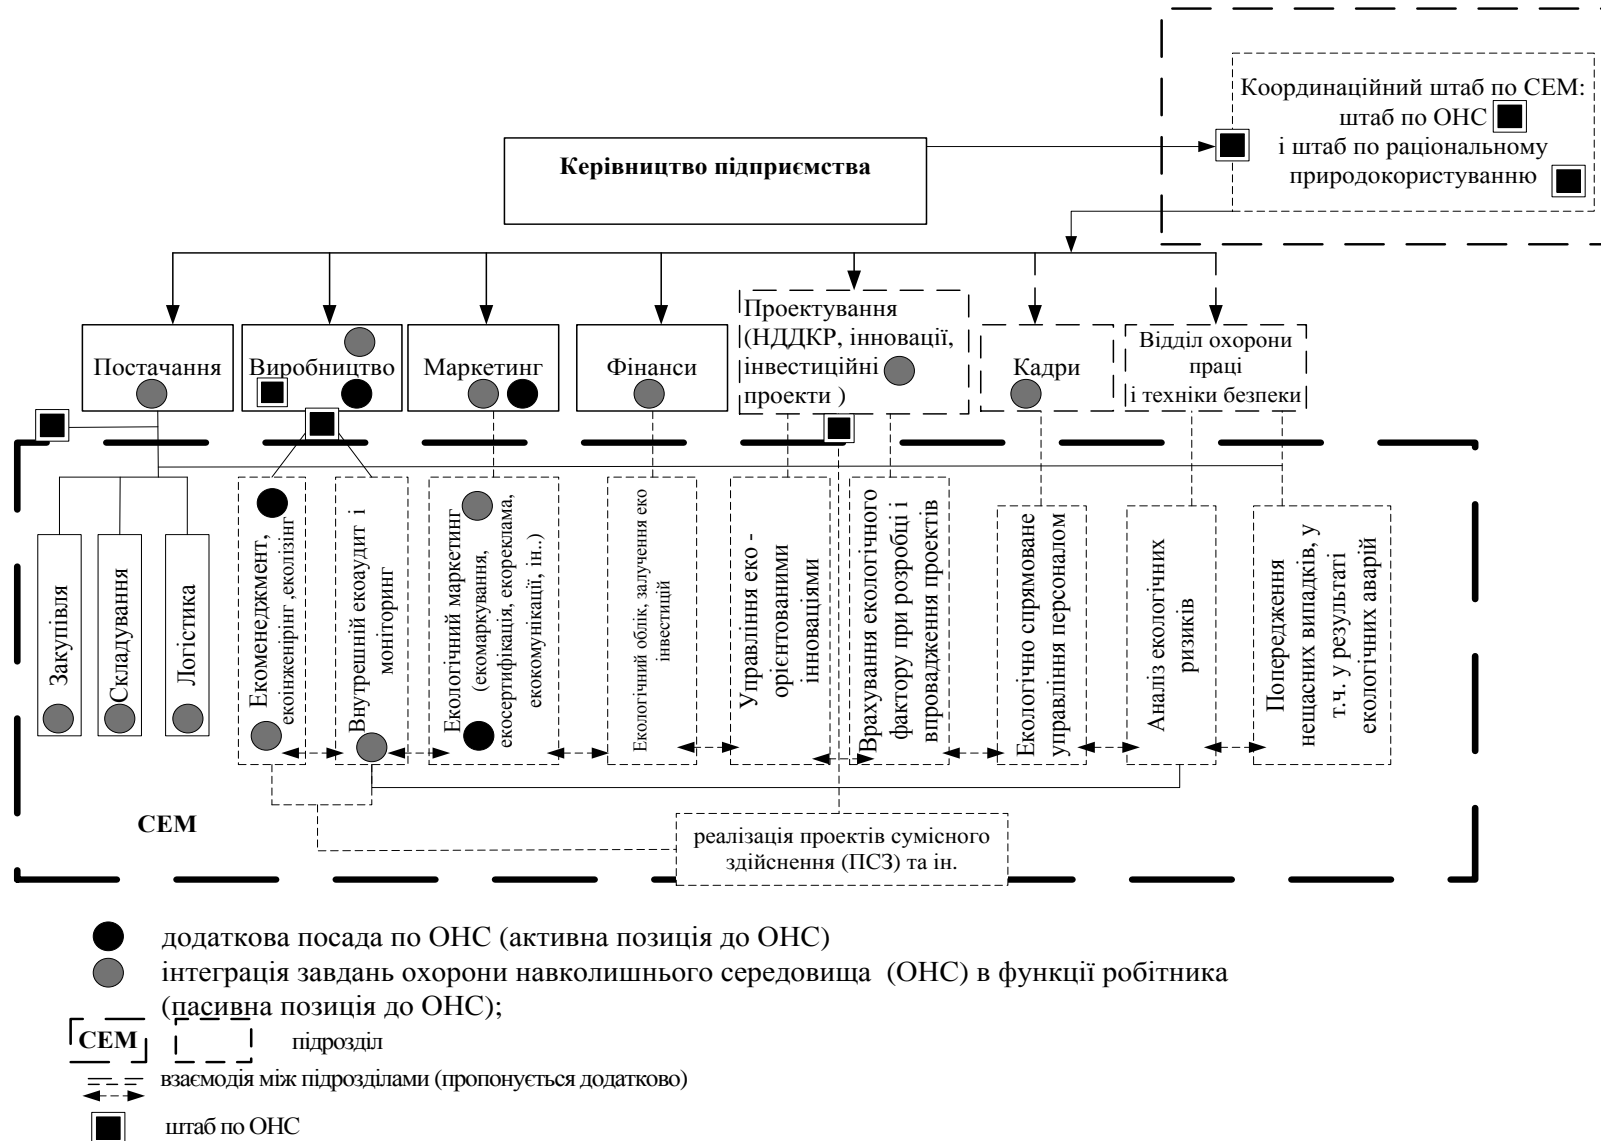 Координаційний штаб по СЕМ:
штаб по ОНС
і штаб по раціональному
природокористуванню
Керівництво підприємства
Постачання
Виробництво
Маркетинг
Фінанси
Проектування
(НДДКР, інновації,
інвестиційні
проекти )
Кадри
Відділ охорони
праці
і техніки безпеки
Закупівля
Складування
Логістика
Екоменеджмент,
екоінженірінг ,еколізінг
Внутрешній екоаудит і
моніторинг
Екологічний маркетинг
(екомаркування,
екосертифікація, екореклама,
екокомунікації, ін..)
Екологічний облік, залучення еко
інвестицій
Управління еко -
орієнтованими
інноваціями
Врахування екологічного
фактору при розробці і
впровадження проектів
Екологічно спрямоване
управління персоналом
Аналіз екологічних
ризиків
Попередження
нещасних випадків, у
т.ч. у результаті
екологічних аварій
СЕМ
реалізація проектів сумісного
здійснення (ПСЗ) та ін.
додаткова посада по ОНС (активна позиція до ОНС)
інтеграція завдань охорони навколишнього середовища (ОНС) в функції робітника
(пасивна позиція до ОНС);
СЕМ
підрозділ
взаємодія між підрозділами (пропонується додатково)
штаб по ОНС